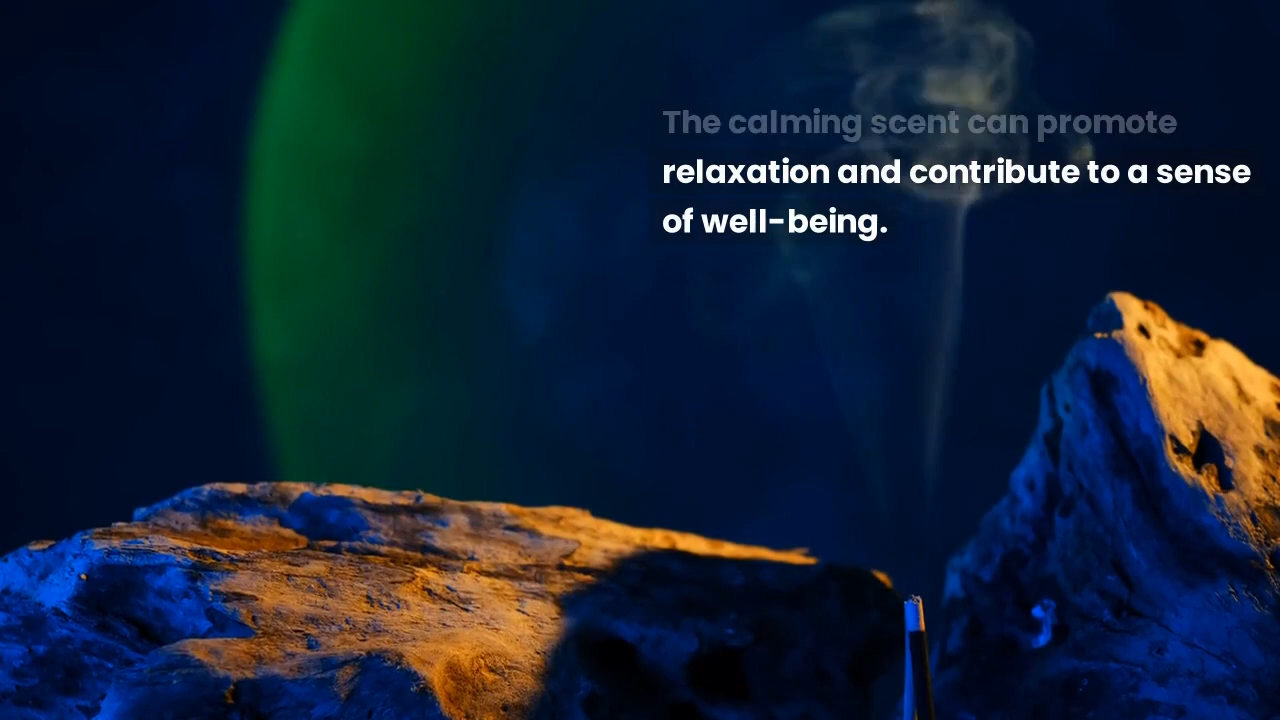 The calming scent can promote
relaxation and contribute to a sense
of well-being.